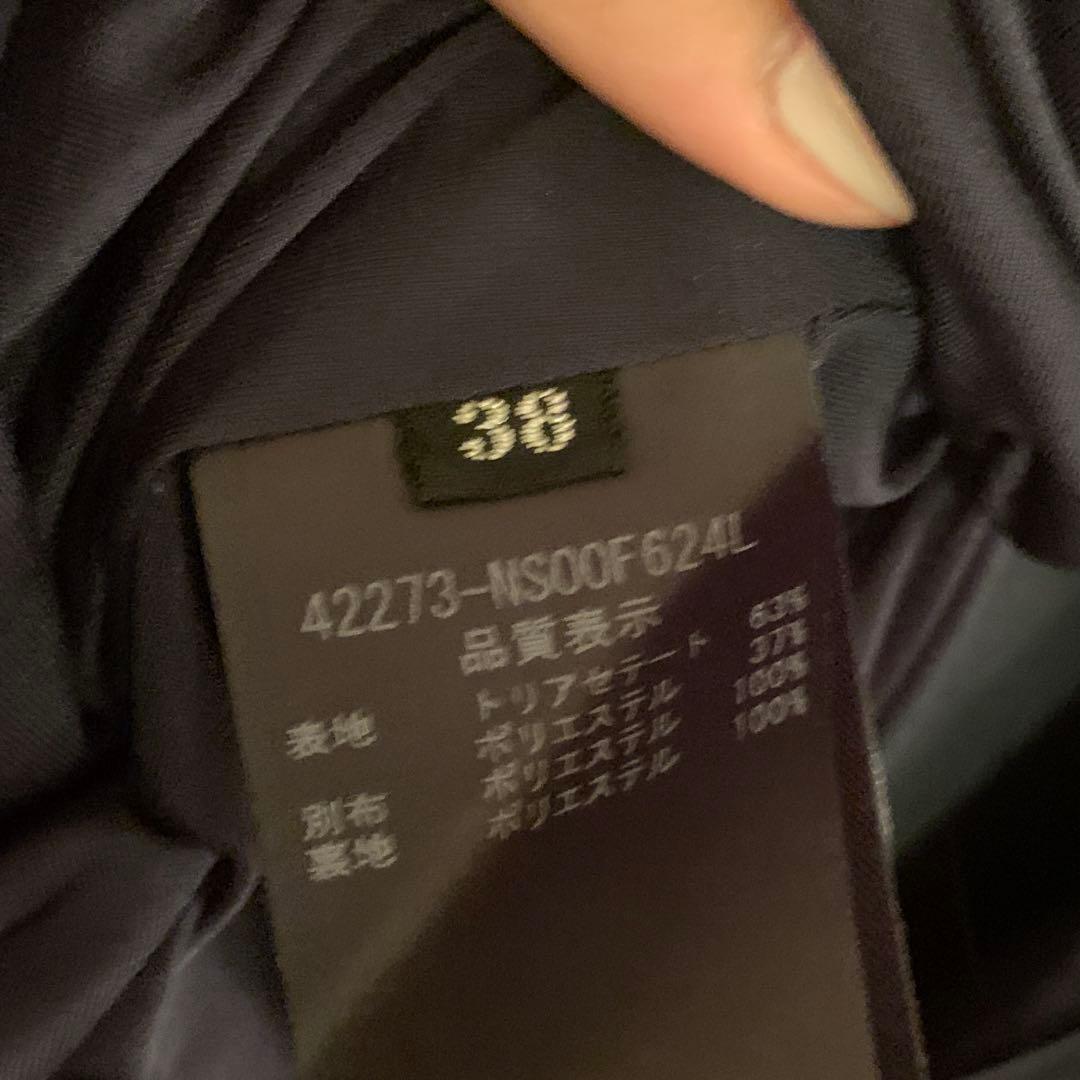 38
42273-NS00F624L
品質表示
表地 トリアセテート 63%
ポリエステル 37%
別布 ポリエステル 100%
裏地 ポリエステル 100%